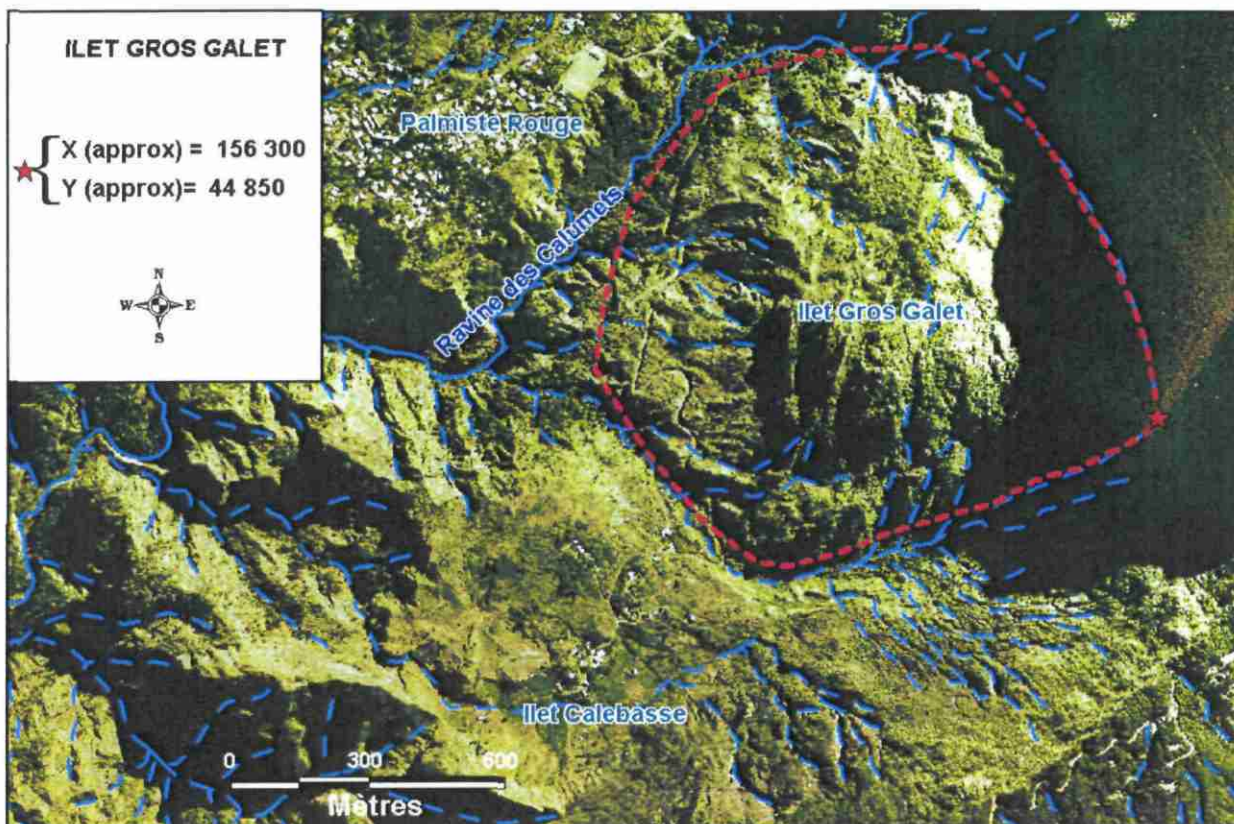 ILET GROS GALET
X (approx) = 156 300
Y (approx)= 44 850
N
W E
S
Palmiste Rouge
Ravine des Calumets
Ilet Gros Galet
Ilet Calebasse
0 300 600
Mètres